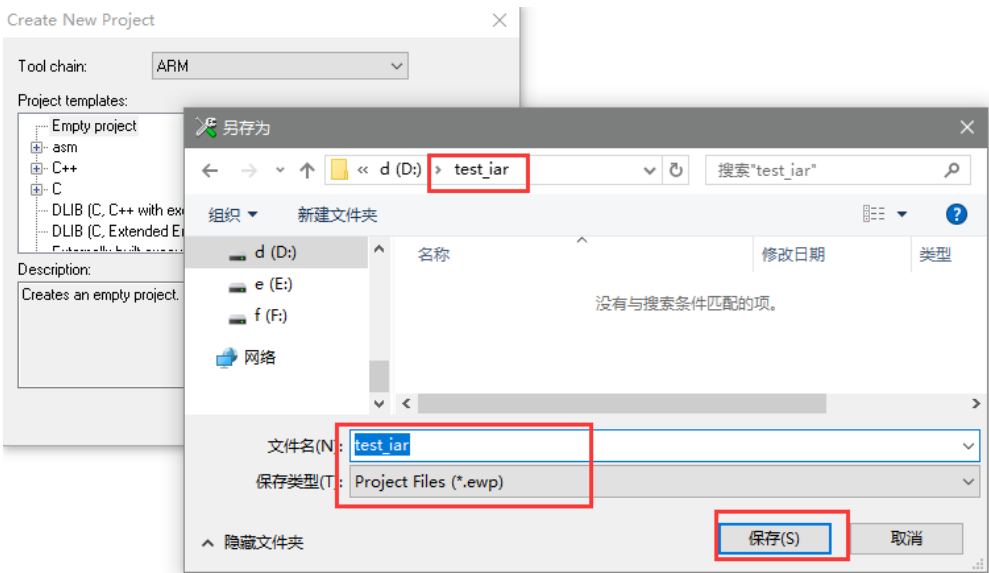 Create New Project
Tool chain: ARM
Project templates:
Empty project
asm
C++
C
DLIB (C, C++ with
DLIB (C, Extended
Description:
Creates an empty project.
另存为
« d (D:) › test_iar
搜索"test_iar"
组织 新建文件夹
d (D:)
e (E:)
f (F:)
网络
名称 修改日期 类型
没有与搜索条件匹配的项。
文件名(N): test_iar
保存类型(T): Project Files (*.ewp)
隐藏文件夹 保存(S) 取消